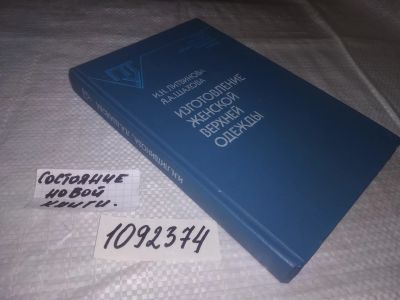 И.Н. ЛИТВИНОВА
Я.А. ШАХОВА
ИЗГОТОВЛЕНИЕ
ЖЕНСКОЙ
ВЕРХНЕЙ
ОДЕЖДЫ
СОСТОЯНИЕ
НОВОЙ
КНИГИ.
1092374